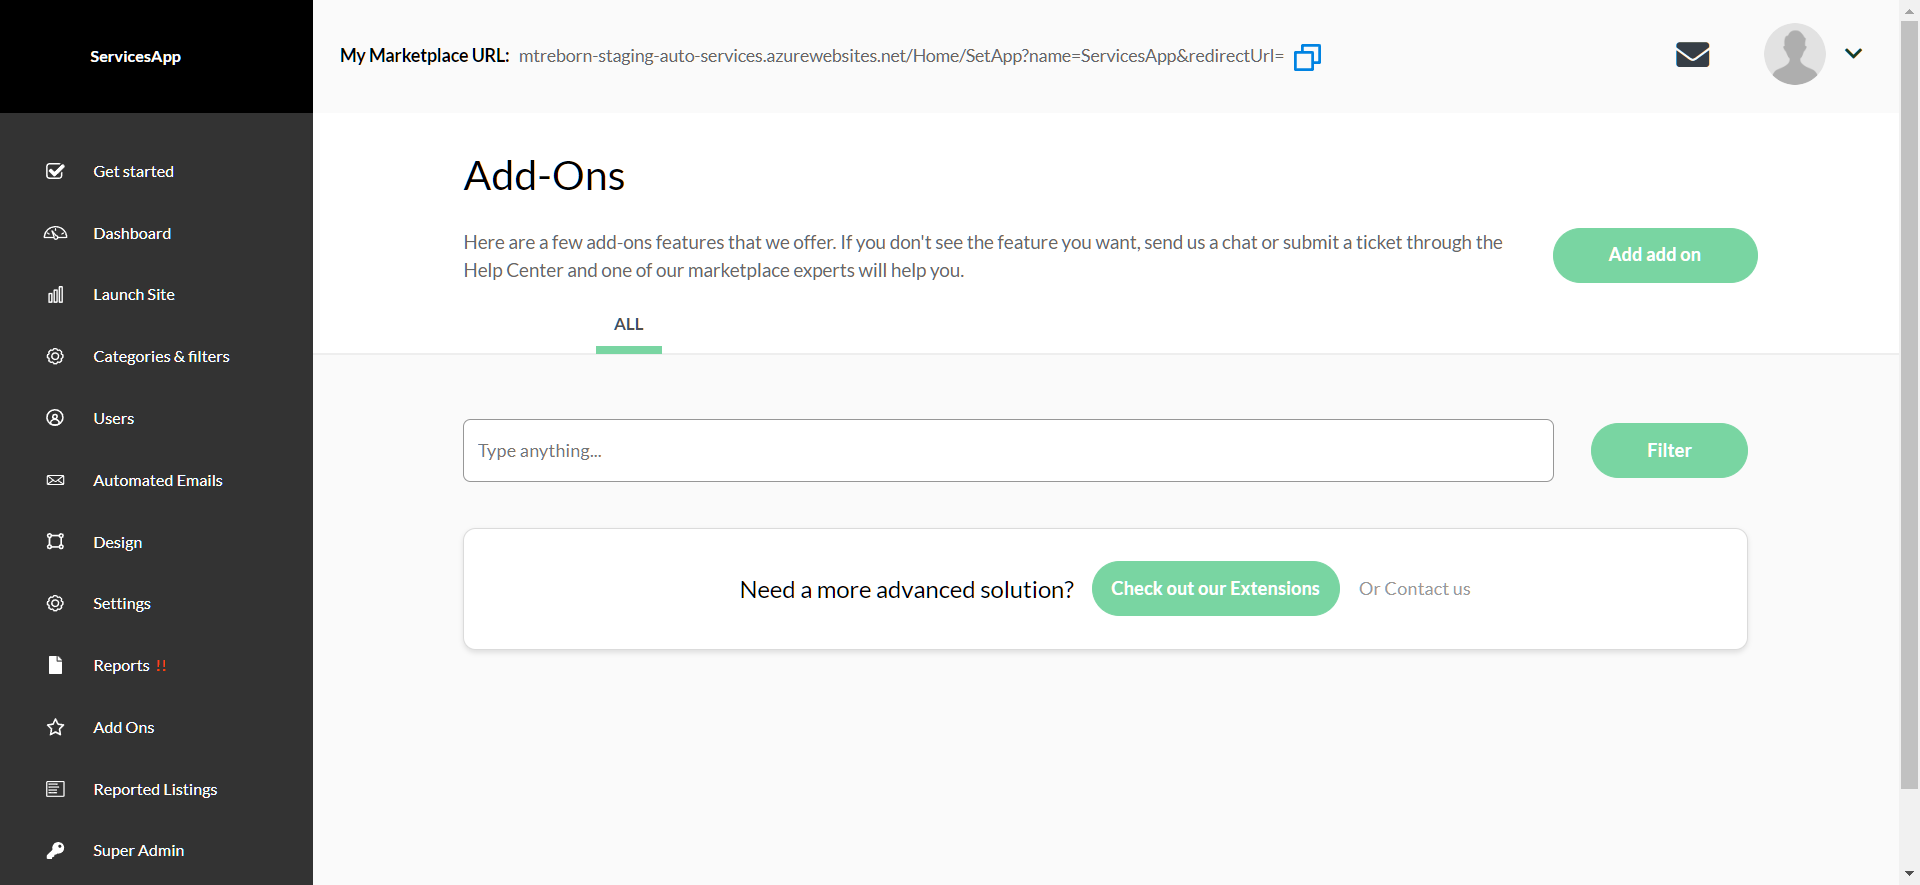 ServicesApp
My Marketplace URL: mtreborn-staging-auto-services.azurewebsites.net/Home/SetApp?name=ServicesApp&redirectUrl=
Get started
Dashboard
Launch Site
Categories & filters
Users
Automated Emails
Design
Settings
Reports !!
Add Ons
Reported Listings
Super Admin
Add-Ons
Here are a few add-ons features that we offer. If you don't see the feature you want, send us a chat or submit a ticket through the
Help Center and one of our marketplace experts will help you.
Add add on
ALL
Type anything...
Filter
Need a more advanced solution? Check out our Extensions Or Contact us